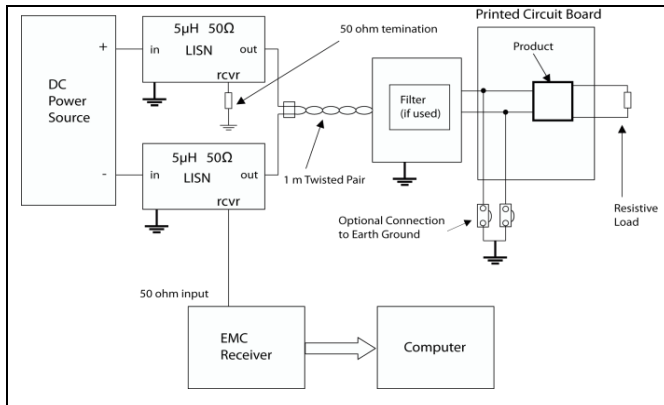 Printed Circuit Board
5μH 50Ω
LISN
in
out
rcvr
50 ohm temination
Product
+
DC
Power
Source
-
Filter
(if used)
5μH 50Ω
LISN
in
out
rcvr
1 m Twisted Pair
Optional Connection
to Earth Ground
Resistive
Load
50 ohm input
EMC
Receiver
Computer